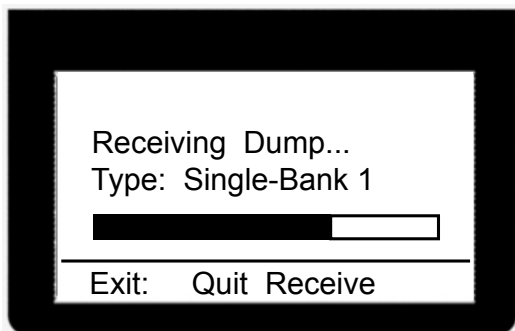 Receiving Dump...
Type: Single-Bank 1
Exit: Quit Receive